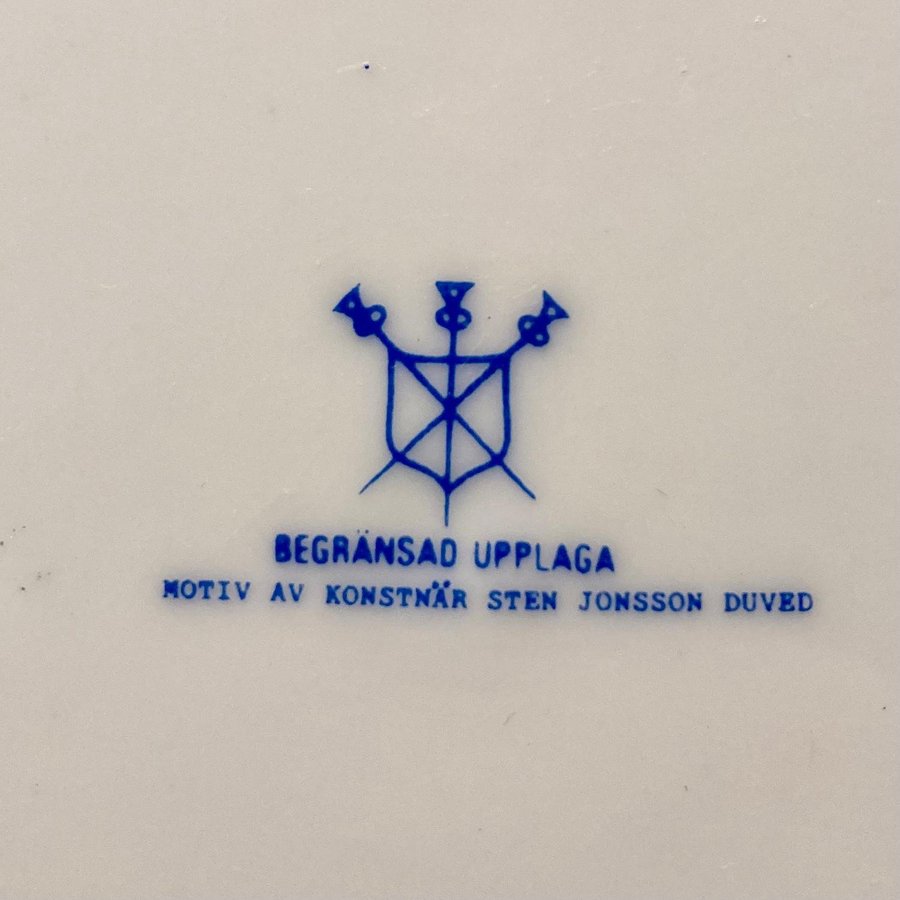 BEGRÄNSAD UPPLAGA
MOTIV AV KONSTNÄR STEN JONSSON DUVED